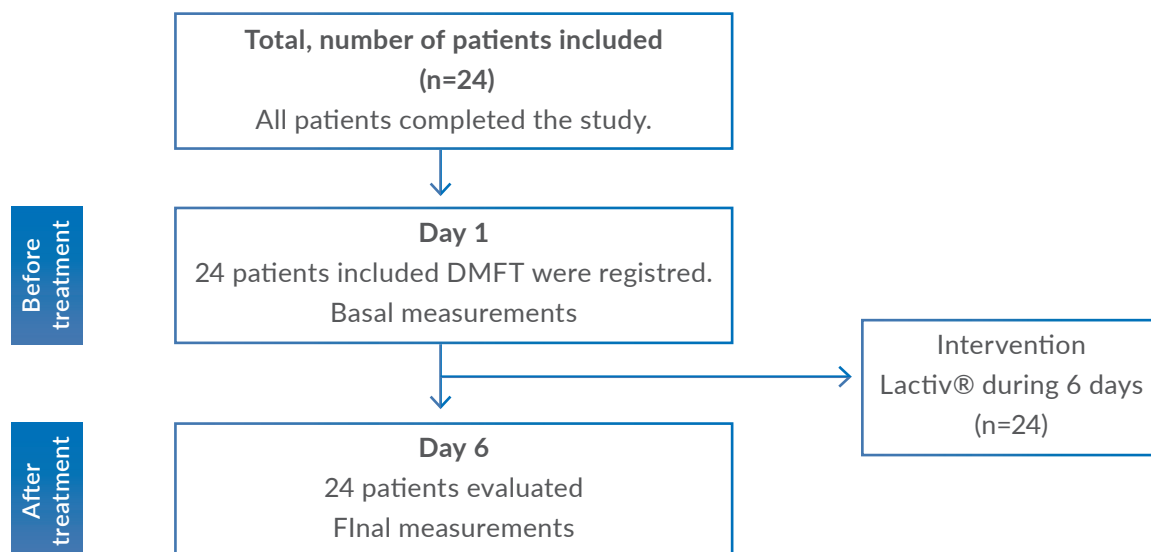 Total, number of patients included
(n=24)
All patients completed the study.
Before
treatment
Day 1
24 patients included DMFT were registred.
Basal measurements
Intervention
Lactiv® during 6 days
(n=24)
After
treatment
Day 6
24 patients evaluated
FInal measurements